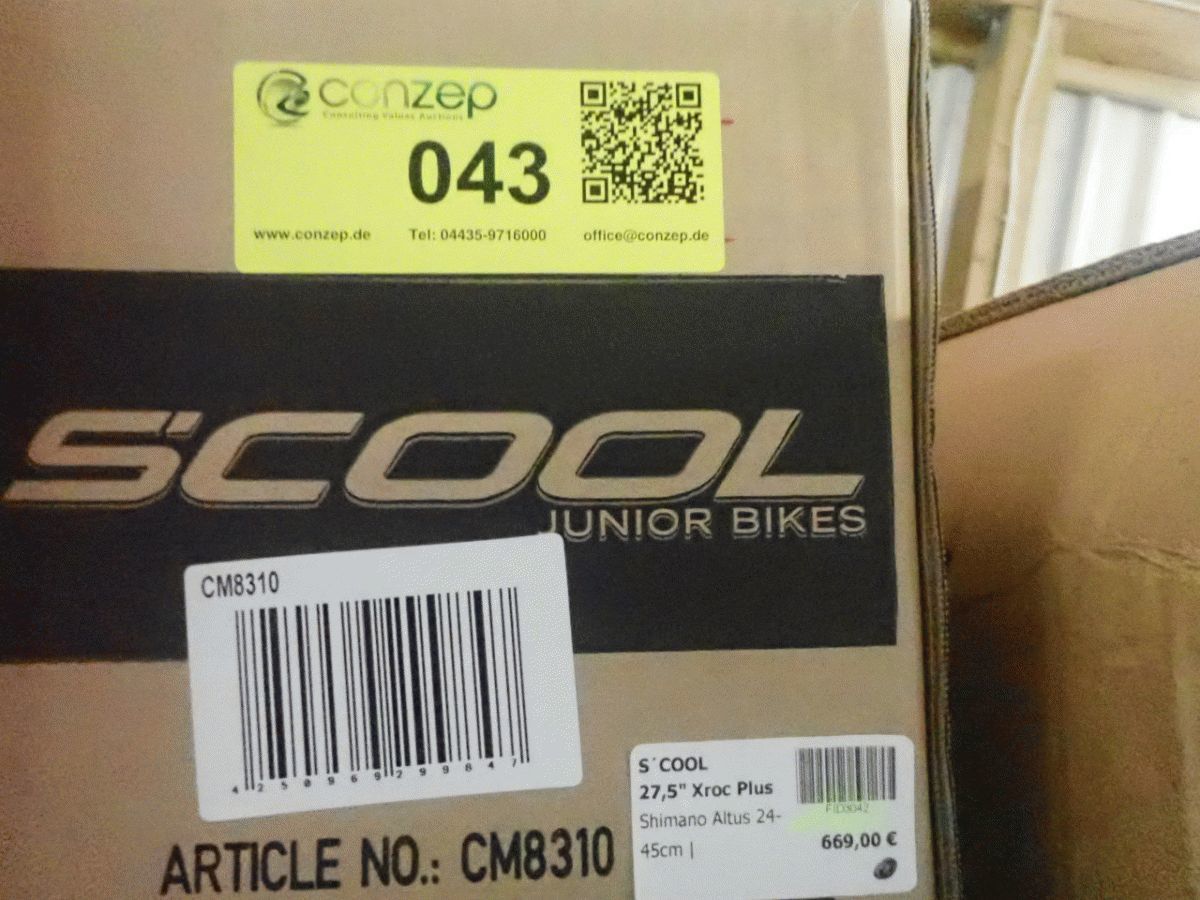 conzep
Consulting Values Auctions
043
www.conzep.de Tel: 04435-9716000 office@conzep.de
S'COOL
JUNIOR BIKES
CM8310
4250969299847
S´COOL
27,5" Xroc Plus
Shimano Altus 24-
45cm |
669,00 €
ARTICLE NO.: CM8310